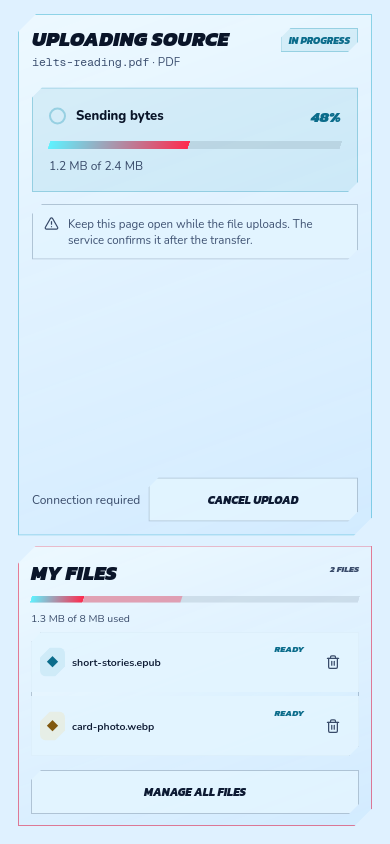 UPLOADING SOURCE
IN PROGRESS
ielts-reading.pdf · PDF
Sending bytes
48%
1.2 MB of 2.4 MB
Keep this page open while the file uploads. The
service confirms it after the transfer.
Connection required
CANCEL UPLOAD
MY FILES
2 FILES
1.3 MB of 8 MB used
READY
short-stories.epub
READY
card-photo.webp
MANAGE ALL FILES